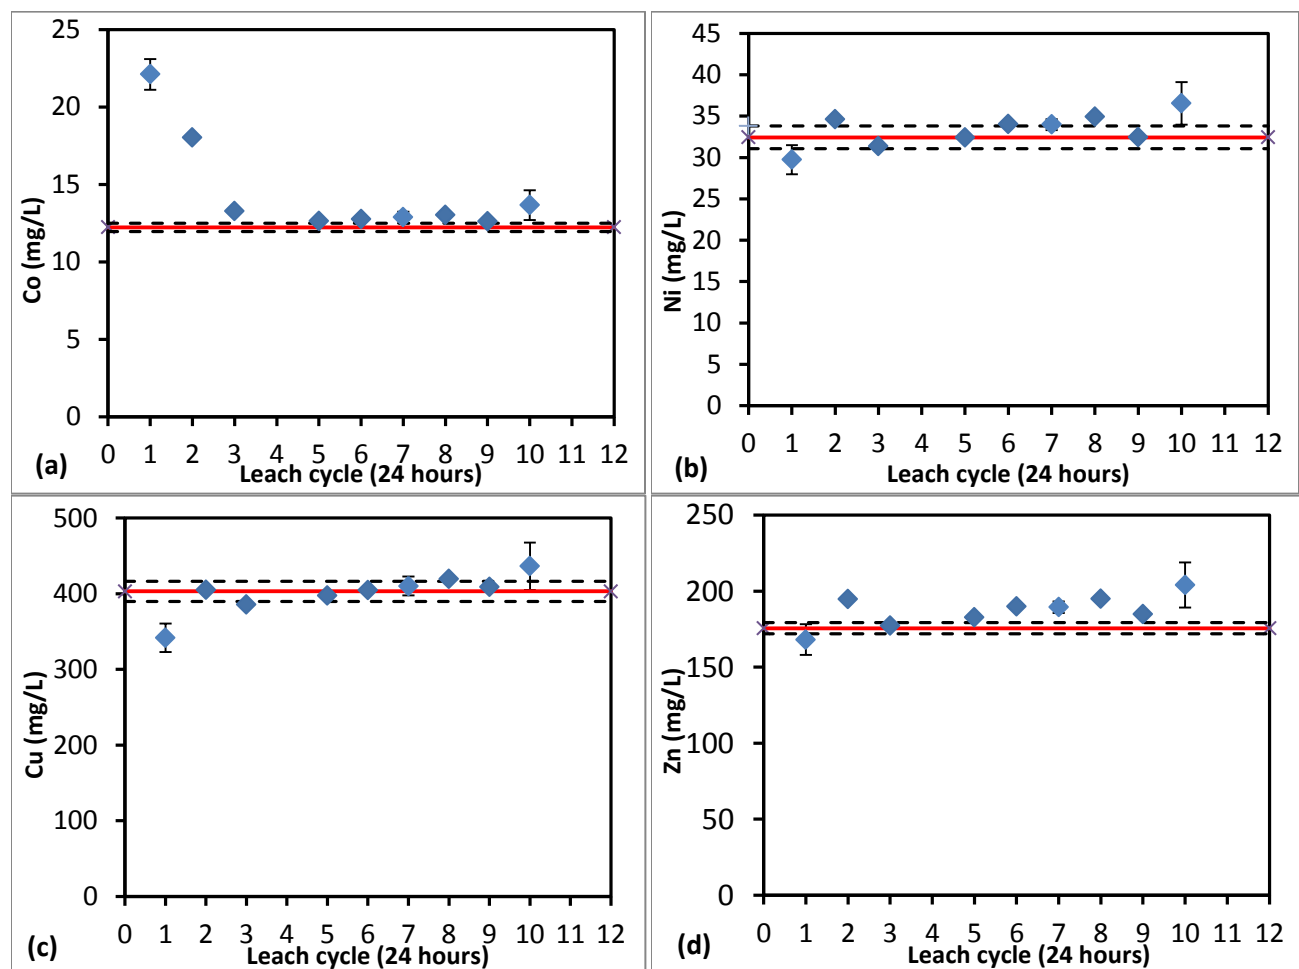 25
20
15
10
5
0
Co (mg/L)
0 1 2 3 4 5 6 7 8 9 10 11 12
(a)
Leach cycle (24 hours)
45
40
35
30
25
20
15
10
5
0
Ni (mg/L)
0 1 2 3 4 5 6 7 8 9 10 11 12
(b)
Leach cycle (24 hours)
500
400
300
200
100
0
Cu (mg/L)
0 1 2 3 4 5 6 7 8 9 10 11 12
(c)
Leach cycle (24 hours)
250
200
150
100
50
0
Zn (mg/L)
0 1 2 3 4 5 6 7 8 9 10 11 12
(d)
Leach cycle (24 hours)